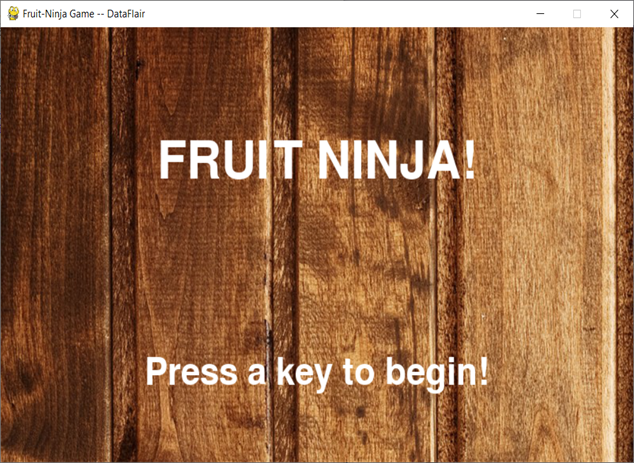 Fruit-Ninja Game -- DataFlair
FRUIT NINJA!
Press a key to begin!